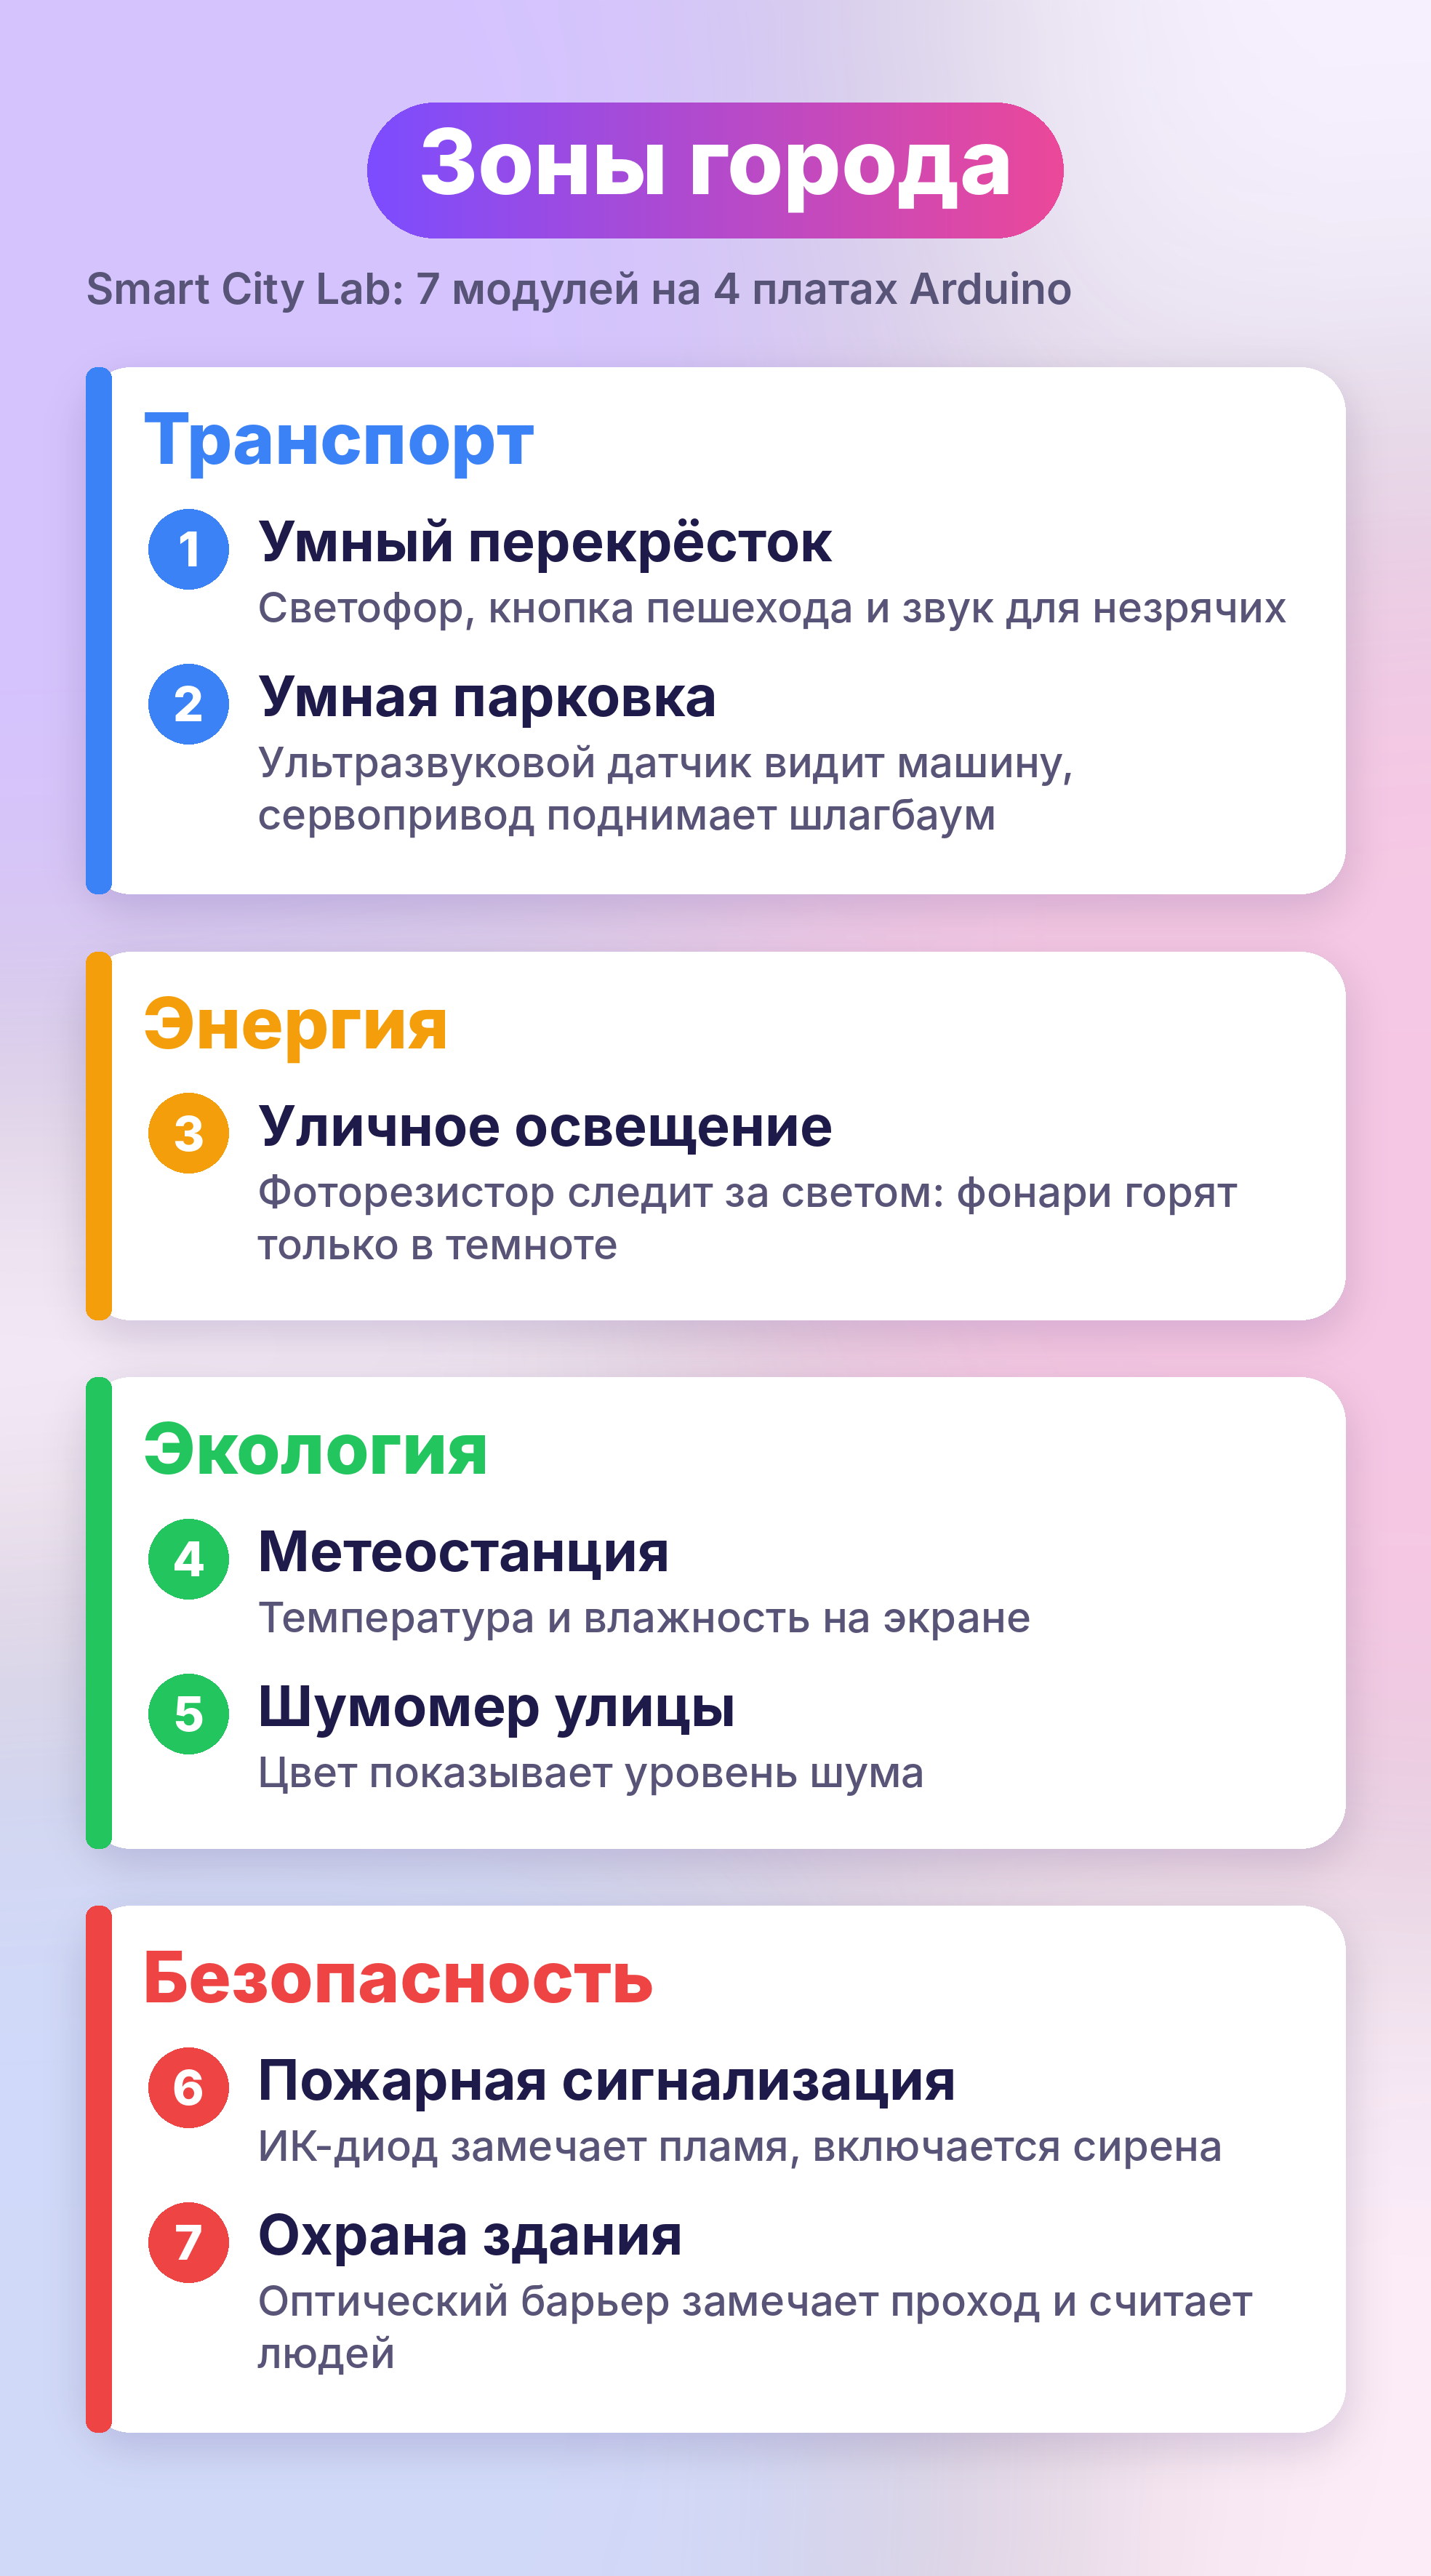 Зоны города
Smart City Lab: 7 модулей на 4 платах Arduino
Транспорт
1 Умный перекрёсток
Светофор, кнопка пешехода и звук для незрячих
2 Умная парковка
Ультразвуковой датчик видит машину,
сервопривод поднимает шлагбаум
Энергия
3 Уличное освещение
Фоторезистор следит за светом: фонари горят
только в темноте
Экология
4 Метеостанция
Температура и влажность на экране
5 Шумомер улицы
Цвет показывает уровень шума
Безопасность
6 Пожарная сигнализация
ИК-диод замечает пламя, включается сирена
7 Охрана здания
Оптический барьер замечает проход и считает
людей